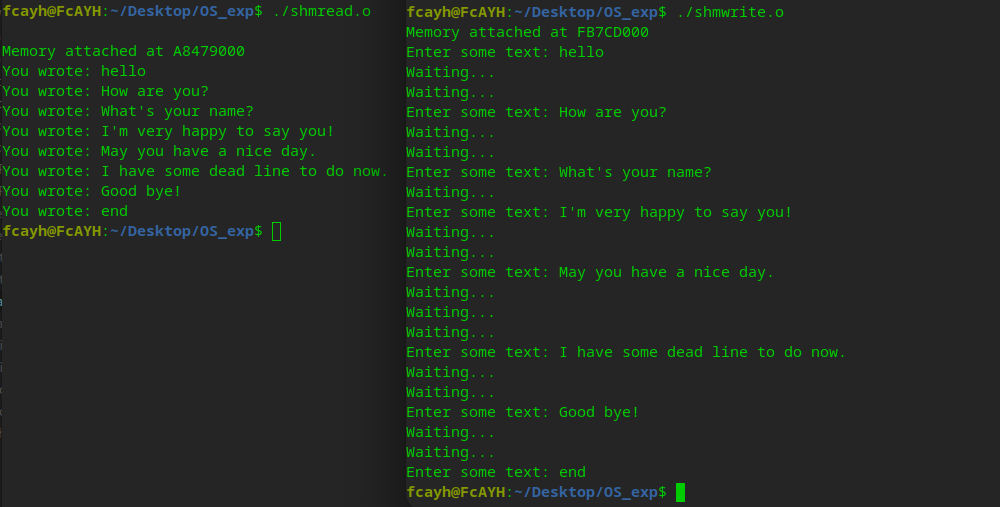 fcayh@FcAYH:~/Desktop/OS_exp$ ./shmread.o
Memory attached at A8479000
You wrote: hello
You wrote: How are you?
You wrote: What's your name?
You wrote: I'm very happy to say you!
You wrote: May you have a nice day.
You wrote: I have some dead line to do now.
You wrote: Good bye!
You wrote: end
fcayh@FcAYH:~/Desktop/OS_exp$
fcayh@FcAYH:~/Desktop/OS_exp$ ./shmwrite.o
Memory attached at FB7CD000
Enter some text: hello
Waiting...
Waiting...
Enter some text: How are you?
Waiting...
Waiting...
Enter some text: What's your name?
Waiting...
Enter some text: I'm very happy to say you!
Waiting...
Waiting...
Enter some text: May you have a nice day.
Waiting...
Waiting...
Waiting...
Enter some text: I have some dead line to do now.
Waiting...
Waiting...
Enter some text: Good bye!
Waiting...
Waiting...
Enter some text: end
fcayh@FcAYH:~/Desktop/OS_exp$